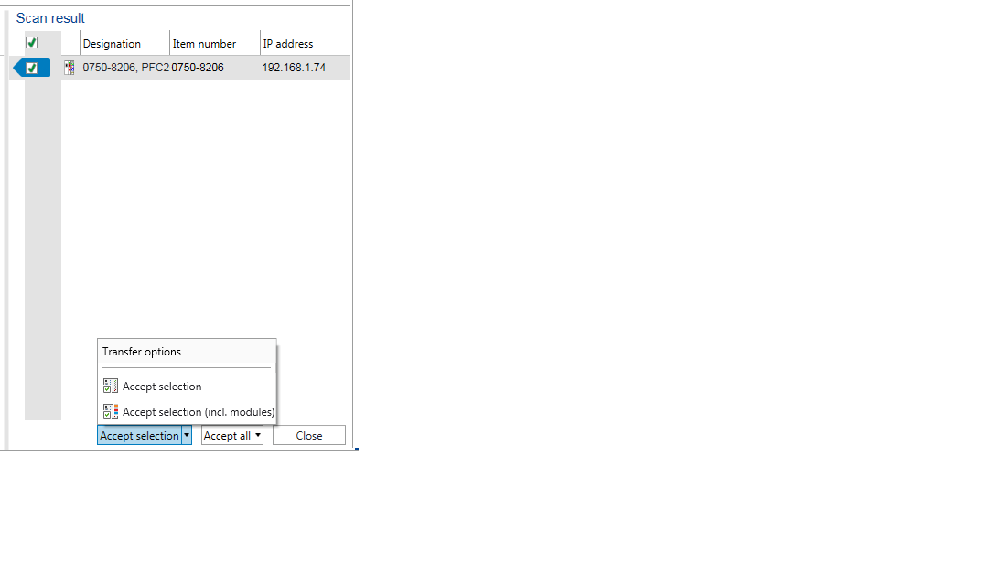 Scan result
Designation Item number IP address
0750-8206, PFC2 0750-8206 192.168.1.74
Transfer options
Accept selection
Accept selection (incl. modules)
Accept selection Accept all Close